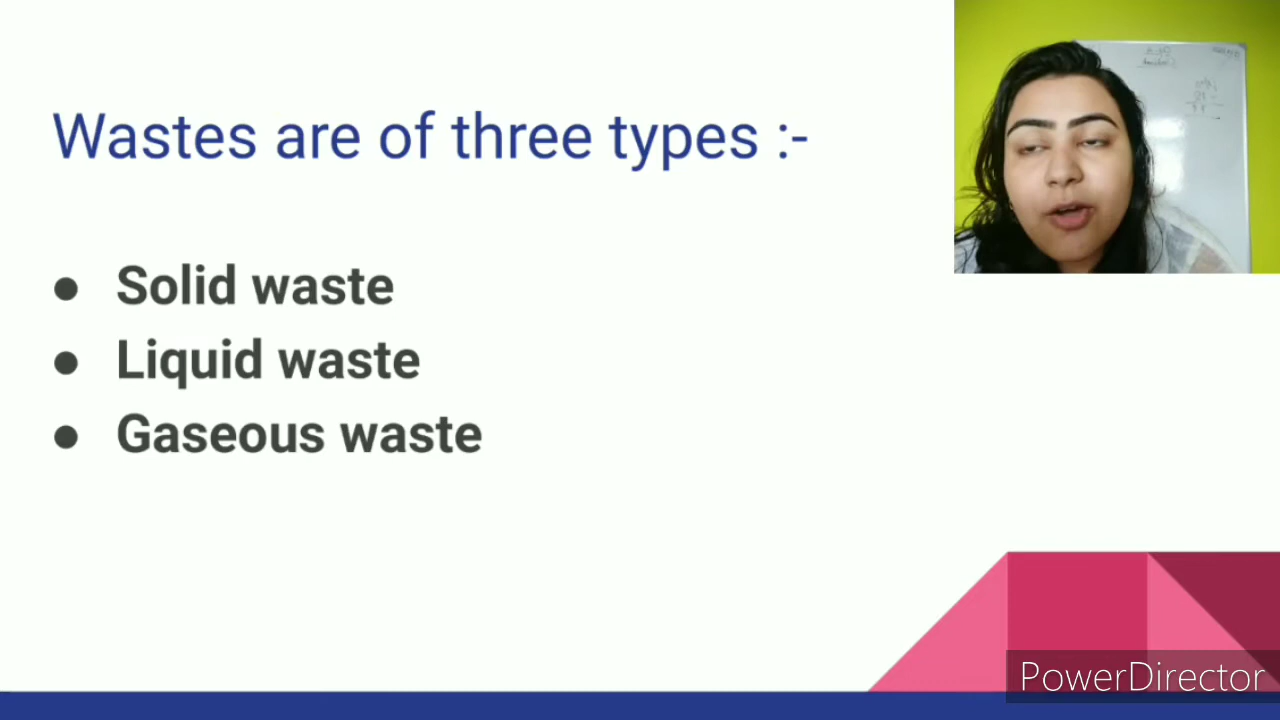 Wastes are of three types :-
● Solid waste
● Liquid waste
● Gaseous waste
PowerDirector